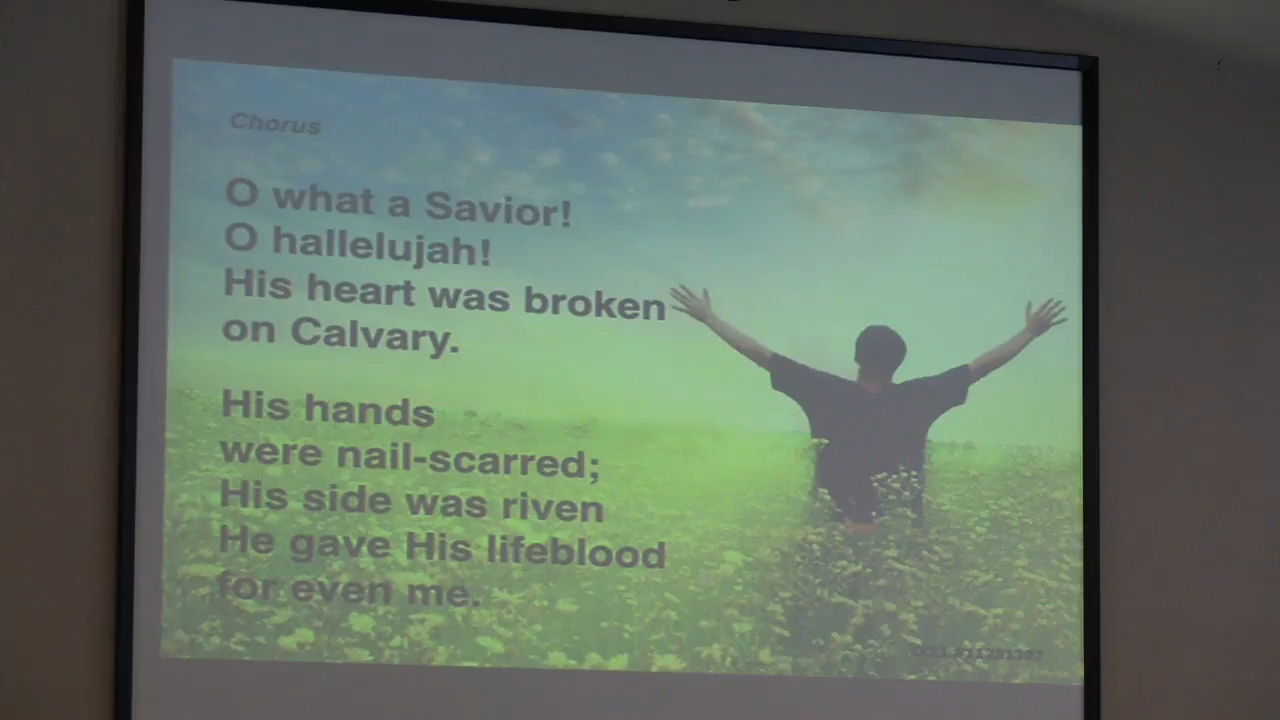 Chorus
O what a Savior!
O hallelujah!
His heart was broken
on Calvary.
His hands
were nail-scarred;
His side was riven
He gave His lifeblood
for even me.